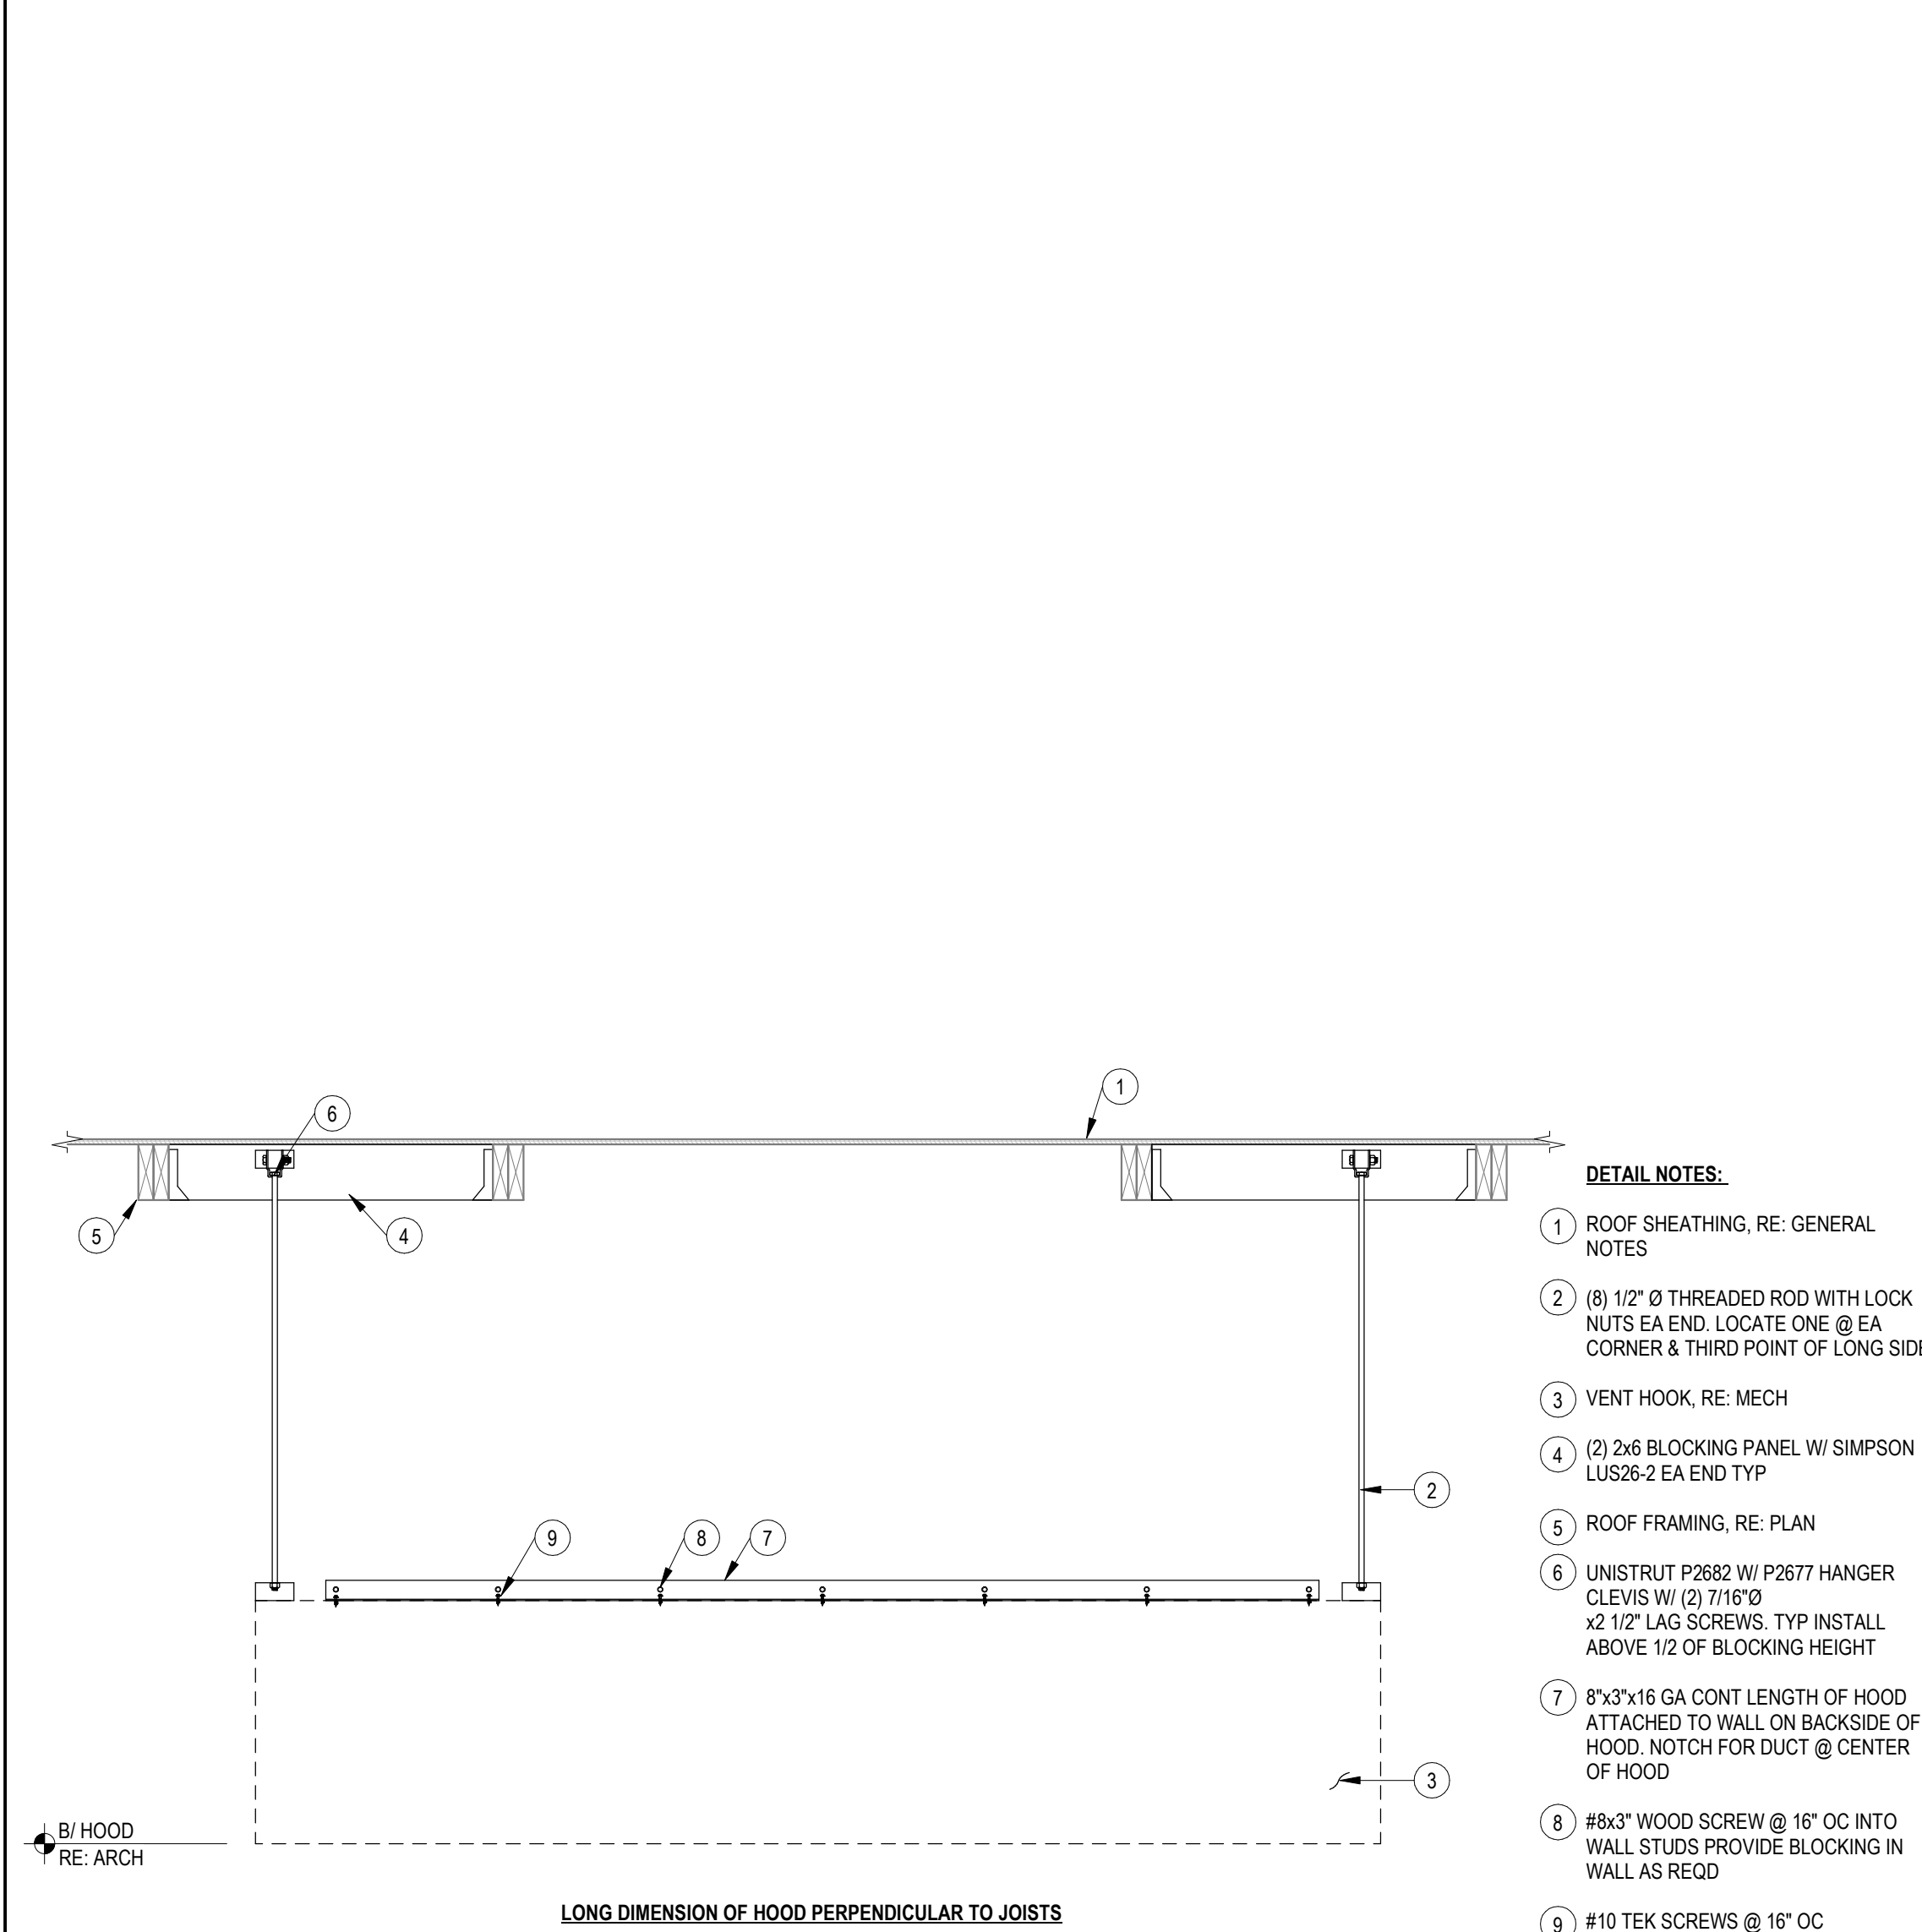 1
6
5
4
9
8
7
2
3
B/ HOOD
RE: ARCH
LONG DIMENSION OF HOOD PERPENDICULAR TO JOISTS
DETAIL NOTES:
1 ROOF SHEATHING, RE: GENERAL
NOTES
2 (8) 1/2" Ø THREADED ROD WITH LOCK
NUTS EA END. LOCATE ONE @ EA
CORNER & THIRD POINT OF LONG SIDE
3 VENT HOOK, RE: MECH
4 (2) 2x6 BLOCKING PANEL W/ SIMPSON
LUS26-2 EA END TYP
5 ROOF FRAMING, RE: PLAN
6 UNISTRUT P2682 W/ P2677 HANGER
CLEVIS W/ (2) 7/16"Ø
x2 1/2" LAG SCREWS. TYP INSTALL
ABOVE 1/2 OF BLOCKING HEIGHT
7 8"x3"x16 GA CONT LENGTH OF HOOD
ATTACHED TO WALL ON BACKSIDE OF
HOOD. NOTCH FOR DUCT @ CENTER
OF HOOD
8 #8x3" WOOD SCREW @ 16" OC INTO
WALL STUDS PROVIDE BLOCKING IN
WALL AS REQD
9 #10 TEK SCREWS @ 16" OC